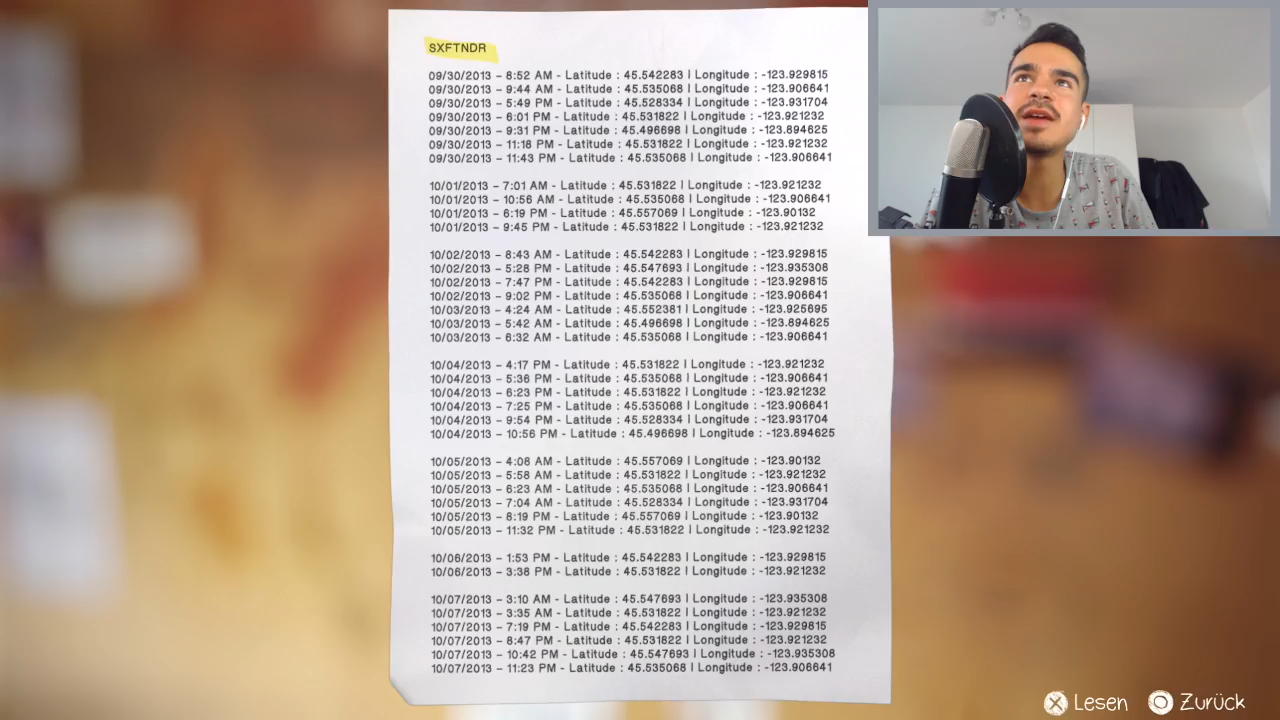 SXFTNDR
09/30/2013 – 8:52 AM - Latitude : 45.542283 | Longitude : -123.929815
09/30/2013 – 9:44 AM - Latitude : 45.535068 | Longitude : -123.906641
09/30/2013 – 5:49 PM - Latitude : 45.528334 | Longitude : -123.931704
09/30/2013 – 6:01 PM - Latitude : 45.531822 | Longitude : -123.921232
09/30/2013 – 9:31 PM - Latitude : 45.496698 | Longitude : -123.894625
09/30/2013 – 11:18 PM - Latitude : 45.531822 | Longitude : -123.921232
09/30/2013 – 11:43 PM - Latitude : 45.535068 | Longitude : -123.906641
10/01/2013 – 7:01 AM - Latitude : 45.531822 | Longitude : -123.921232
10/01/2013 – 10:56 AM - Latitude : 45.535068 | Longitude : -123.906641
10/01/2013 – 6:19 PM - Latitude : 45.557069 | Longitude : -123.90132
10/01/2013 – 9:45 PM - Latitude : 45.531822 | Longitude : -123.921232
10/02/2013 – 8:43 AM - Latitude : 45.542283 | Longitude : -123.929815
10/02/2013 – 5:28 PM - Latitude : 45.547693 | Longitude : -123.935308
10/02/2013 – 7:47 PM - Latitude : 45.542283 | Longitude : -123.929815
10/02/2013 – 9:02 PM - Latitude : 45.535068 | Longitude : -123.906641
10/03/2013 – 4:24 AM - Latitude : 45.552381 | Longitude : -123.925695
10/03/2013 – 5:42 AM - Latitude : 45.496698 | Longitude : -123.894625
10/03/2013 – 6:32 AM - Latitude : 45.535068 | Longitude : -123.906641
10/04/2013 – 4:17 PM - Latitude : 45.531822 | Longitude : -123.921232
10/04/2013 – 5:36 PM - Latitude : 45.535068 | Longitude : -123.906641
10/04/2013 – 6:23 PM - Latitude : 45.531822 | Longitude : -123.921232
10/04/2013 – 7:25 PM - Latitude : 45.535068 | Longitude : -123.906641
10/04/2013 – 9:54 PM - Latitude : 45.528334 | Longitude : -123.931704
10/04/2013 – 10:56 PM - Latitude : 45.496698 | Longitude : -123.894625
10/05/2013 – 4:08 AM - Latitude : 45.557069 | Longitude : -123.90132
10/05/2013 – 5:58 AM - Latitude : 45.531822 | Longitude : -123.921232
10/05/2013 – 6:23 AM - Latitude : 45.535068 | Longitude : -123.906641
10/05/2013 – 7:04 AM - Latitude : 45.528334 | Longitude : -123.931704
10/05/2013 – 8:19 PM - Latitude : 45.557069 | Longitude : -123.90132
10/05/2013 – 11:32 PM - Latitude : 45.531822 | Longitude : -123.921232
10/06/2013 – 1:53 PM - Latitude : 45.542283 | Longitude : -123.929815
10/06/2013 – 3:38 PM - Latitude : 45.531822 | Longitude : -123.921232
10/07/2013 – 3:10 AM - Latitude : 45.547693 | Longitude : -123.935308
10/07/2013 – 3:35 AM - Latitude : 45.531822 | Longitude : -123.921232
10/07/2013 – 7:19 PM - Latitude : 45.542283 | Longitude : -123.929815
10/07/2013 – 8:47 PM - Latitude : 45.531822 | Longitude : -123.921232
10/07/2013 – 10:42 PM - Latitude : 45.547693 | Longitude : -123.935308
10/07/2013 – 11:23 PM - Latitude : 45.535068 | Longitude : -123.906641
Lesen Zurück